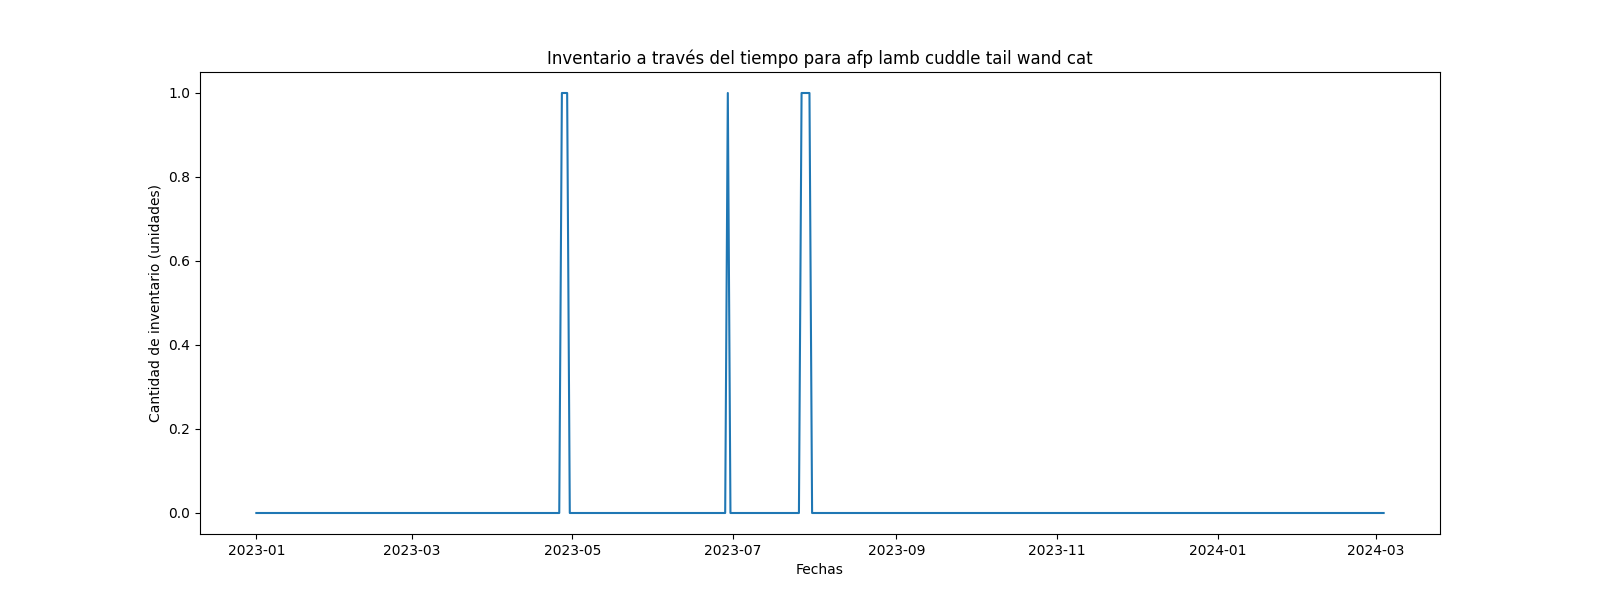 Inventario a través del tiempo para afp lamb cuddle tail wand cat
1.0
0.8
0.6
0.4
0.2
0.0
Cantidad de inventario (unidades)
2023-01 2023-03 2023-05 2023-07 2023-09 2023-11 2024-01 2024-03
Fechas